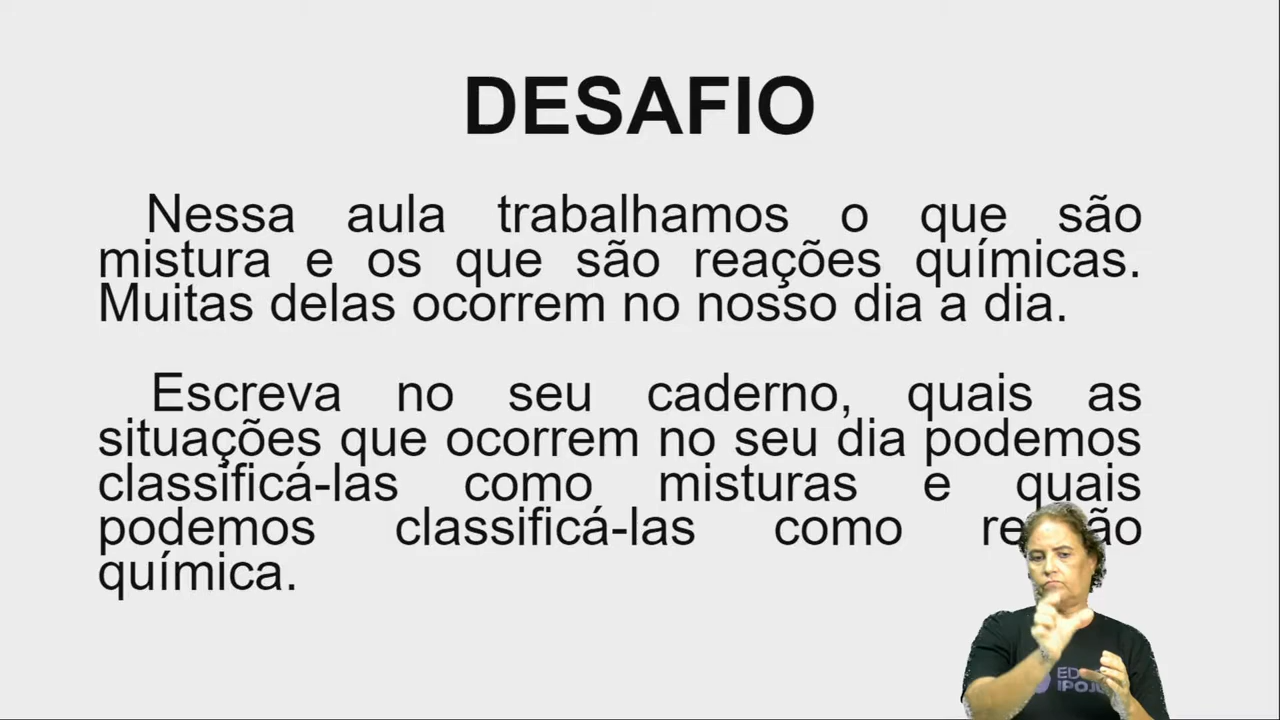 DESAFIO
Nessa aula trabalhamos o que são
mistura e os que são reações químicas.
Muitas delas ocorrem no nosso dia a dia.
Escreva no seu caderno, quais as
situações que ocorrem no seu dia podemos
classificá-las como misturas e quais
podemos classificá-las como
química.